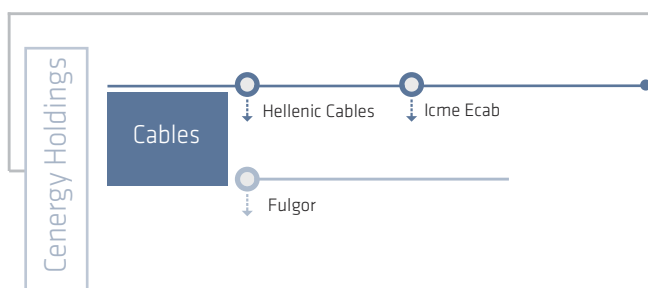 Cenergy Holdings
Cables
Hellenic Cables
Icme Ecab
Fulgor